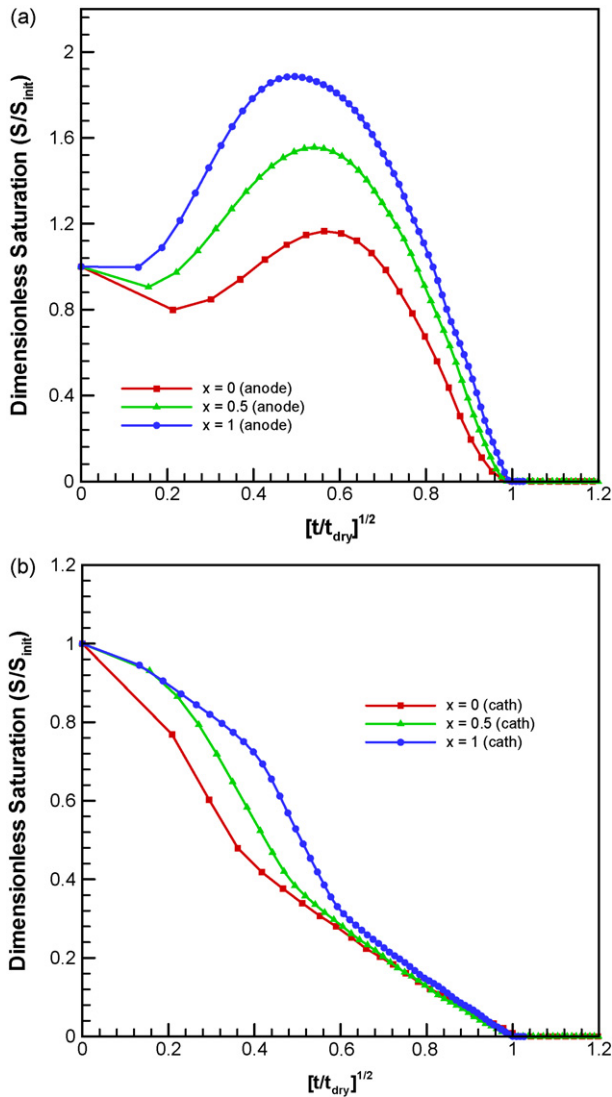 (a)
2
1.6
1.2
0.8
0.4
0
Dimensionless Saturation (S/S_init)
x = 0 (anode)
x = 0.5 (anode)
x = 1 (anode)
0 0.2 0.4 0.6 0.8 1 1.2
[t/t_dry]^1/2
(b)
1.2
1
0.8
0.6
0.4
0.2
0
Dimensionless Saturation (S/S_init)
x = 0 (cath)
x = 0.5 (cath)
x = 1 (cath)
0 0.2 0.4 0.6 0.8 1 1.2
[t/t_dry]^1/2